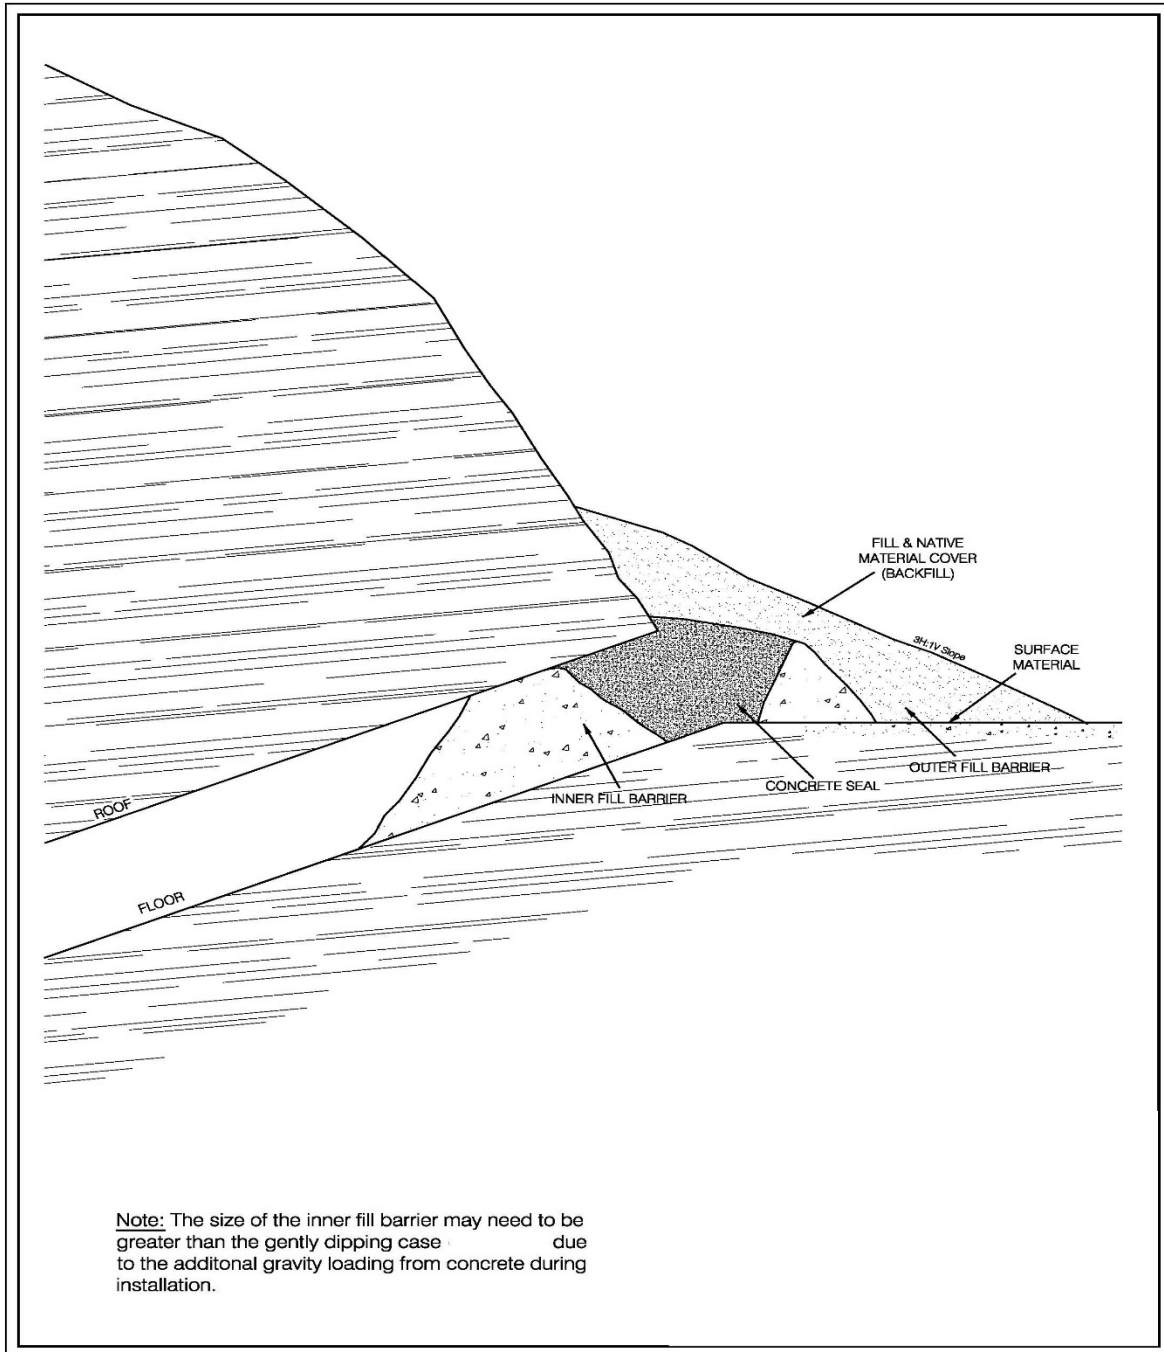 FILL & NATIVE
MATERIAL COVER
(BACKFILL)
3H:1V Slope
SURFACE
MATERIAL
OUTER FILL BARRIER
CONCRETE SEAL
INNER FILL BARRIER
ROOF
FLOOR
Note: The size of the inner fill barrier may need to be
greater than the gently dipping case due
to the additonal gravity loading from concrete during
installation.